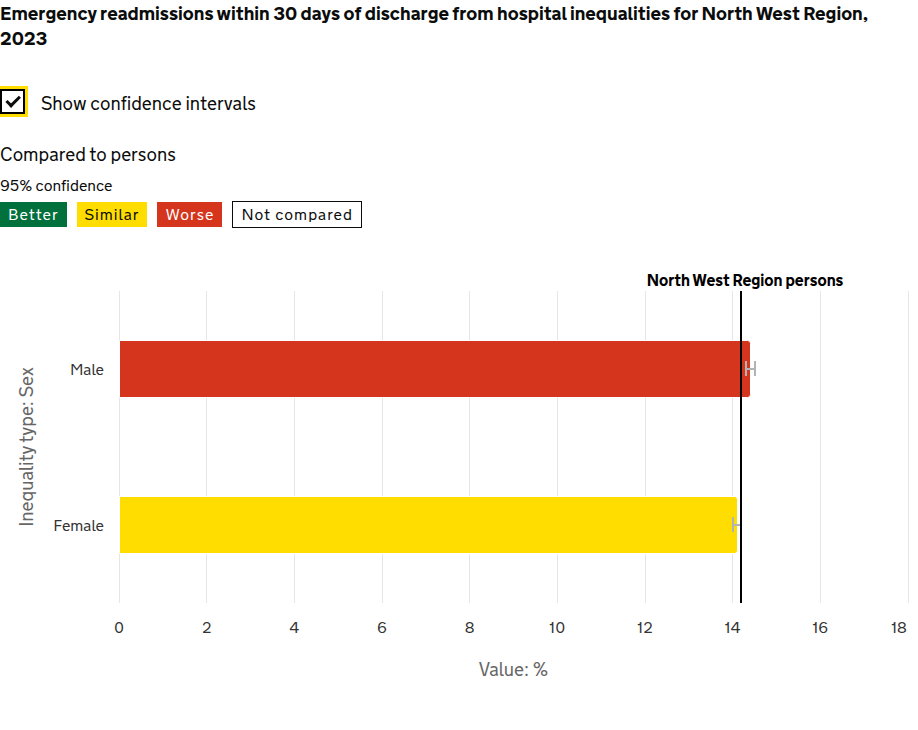 Emergency readmissions within 30 days of discharge from hospital inequalities for North West Region,
2023
Show confidence intervals
Compared to persons
95% confidence
Better Similar Worse Not compared
North West Region persons
Inequality type: Sex
Male
Female
0 2 4 6 8 10 12 14 16 18
Value: %